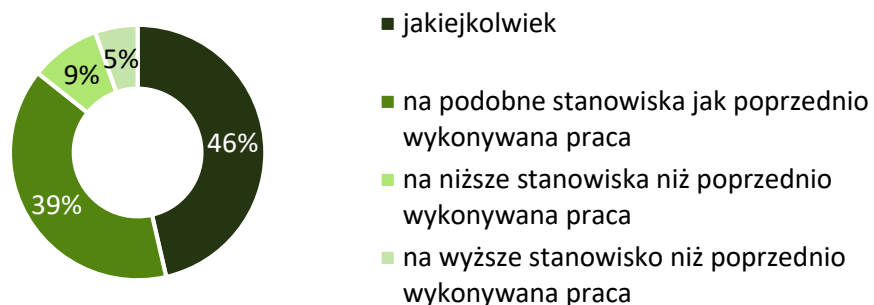 5%
9%
46%
39%
jakiejkolwiek
na podobne stanowiska jak poprzednio
wykonywana praca
na niższe stanowiska niż poprzednio
wykonywana praca
na wyższe stanowisko niż poprzednio
wykonywana praca